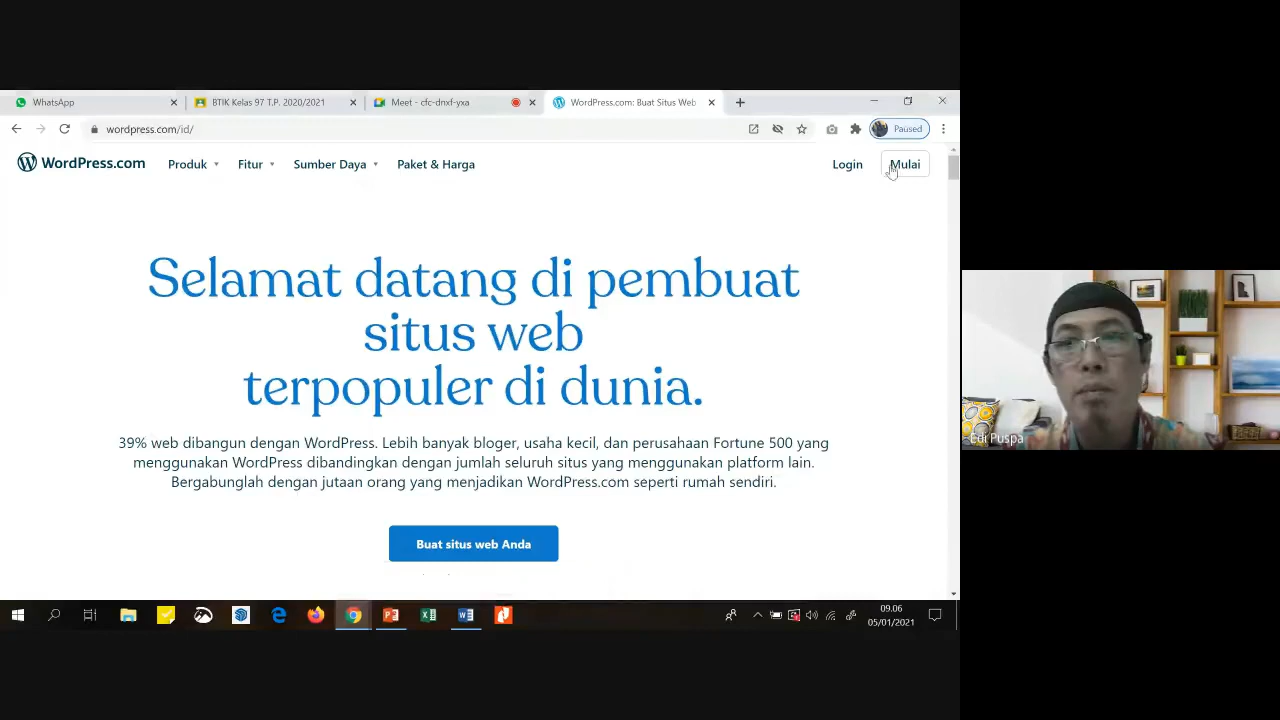 WhatsApp
BTIK Kelas 97 T.P. 2020/2021
Meet - cfc-dnxf-yxa
WordPress.com: Buat Situs Web
wordpress.com/id/
Paused
WordPress.com
Produk
Fitur
Sumber Daya
Paket & Harga
Login
Mulai
Selamat datang di pembuat
situs web
terpopuler di dunia.
39% web dibangun dengan WordPress. Lebih banyak bloger, usaha kecil, dan perusahaan Fortune 500 yang
menggunakan WordPress dibandingkan dengan jumlah seluruh situs yang menggunakan platform lain.
Bergabunglah dengan jutaan orang yang menjadikan WordPress.com seperti rumah sendiri.
Buat situs web Anda
Edi Puspa
09.06
05/01/2021